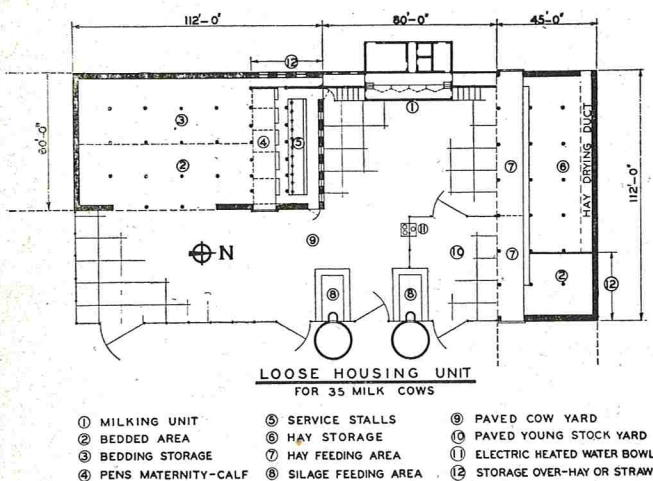 112'-0" 80'-0" 45'-0"
⑫
①
③
④
⑤
⑦
⑥
HAY DRYING DUCT
60'-0"
112'-0"
②
⑪
⑨
N
⑩
⑦
②
⑫
⑧
⑧
LOOSE HOUSING UNIT
FOR 35 MILK COWS
① MILKING UNIT
② BEDDED AREA
③ BEDDING STORAGE
④ PENS MATERNITY-CALF
⑤ SERVICE STALLS
⑥ HAY STORAGE
⑦ HAY FEEDING AREA
⑧ SILAGE FEEDING AREA
⑨ PAVED COW YARD
⑩ PAVED YOUNG STOCK YARD
⑪ ELECTRIC HEATED WATER BOWL
⑫ STORAGE OVER-HAY OR STRAW